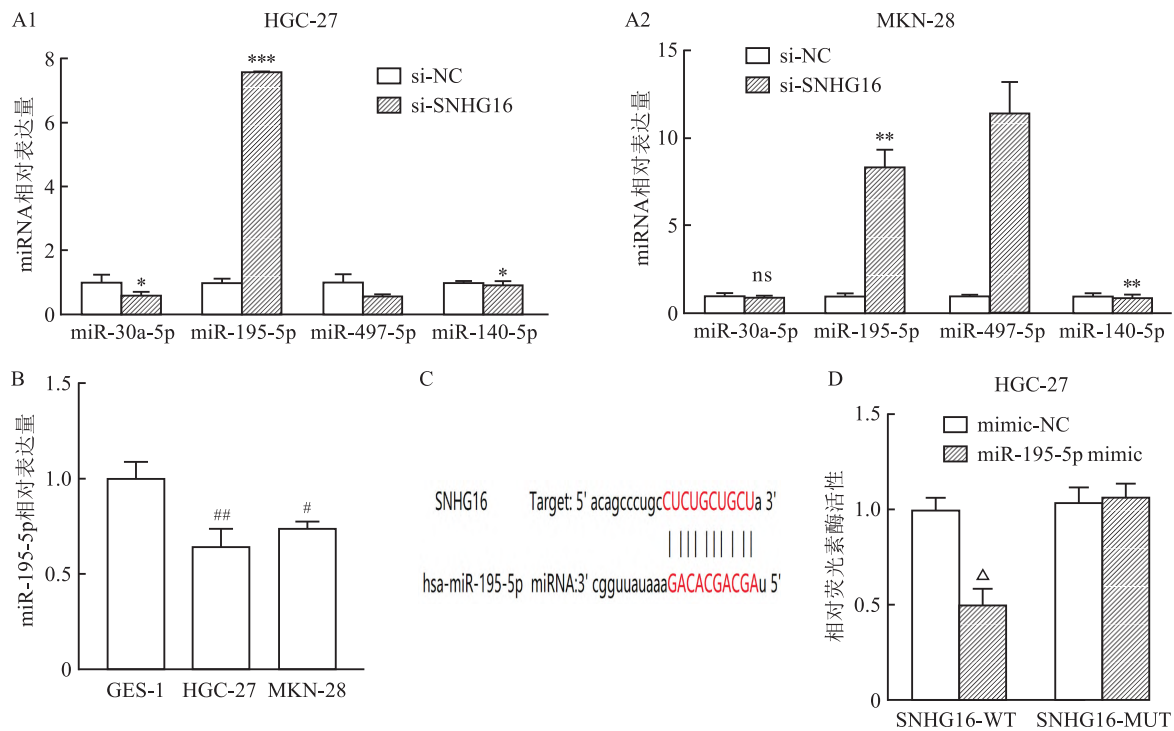 A1
HGC-27
si-NC
si-SNHG16
miRNA相对表达量
8
6
4
2
0
***
*
*
miR-30a-5p miR-195-5p miR-497-5p miR-140-5p
A2
MKN-28
si-NC
si-SNHG16
miRNA相对表达量
15
10
5
0
ns
**
**
miR-30a-5p miR-195-5p miR-497-5p miR-140-5p
B
miR-195-5p相对表达量
1.5
1.0
0.5
0
##
#
GES-1 HGC-27 MKN-28
C
SNHG16 Target: 5' acagcccugcCUCUGCUGCUa 3'
hsa-miR-195-5p miRNA:3' cgguuauaaaGACACGACGAu 5'
D
HGC-27
mimic-NC
miR-195-5p mimic
相对荧光素酶活性
1.5
1.0
0.5
0
△
SNHG16-WT SNHG16-MUT